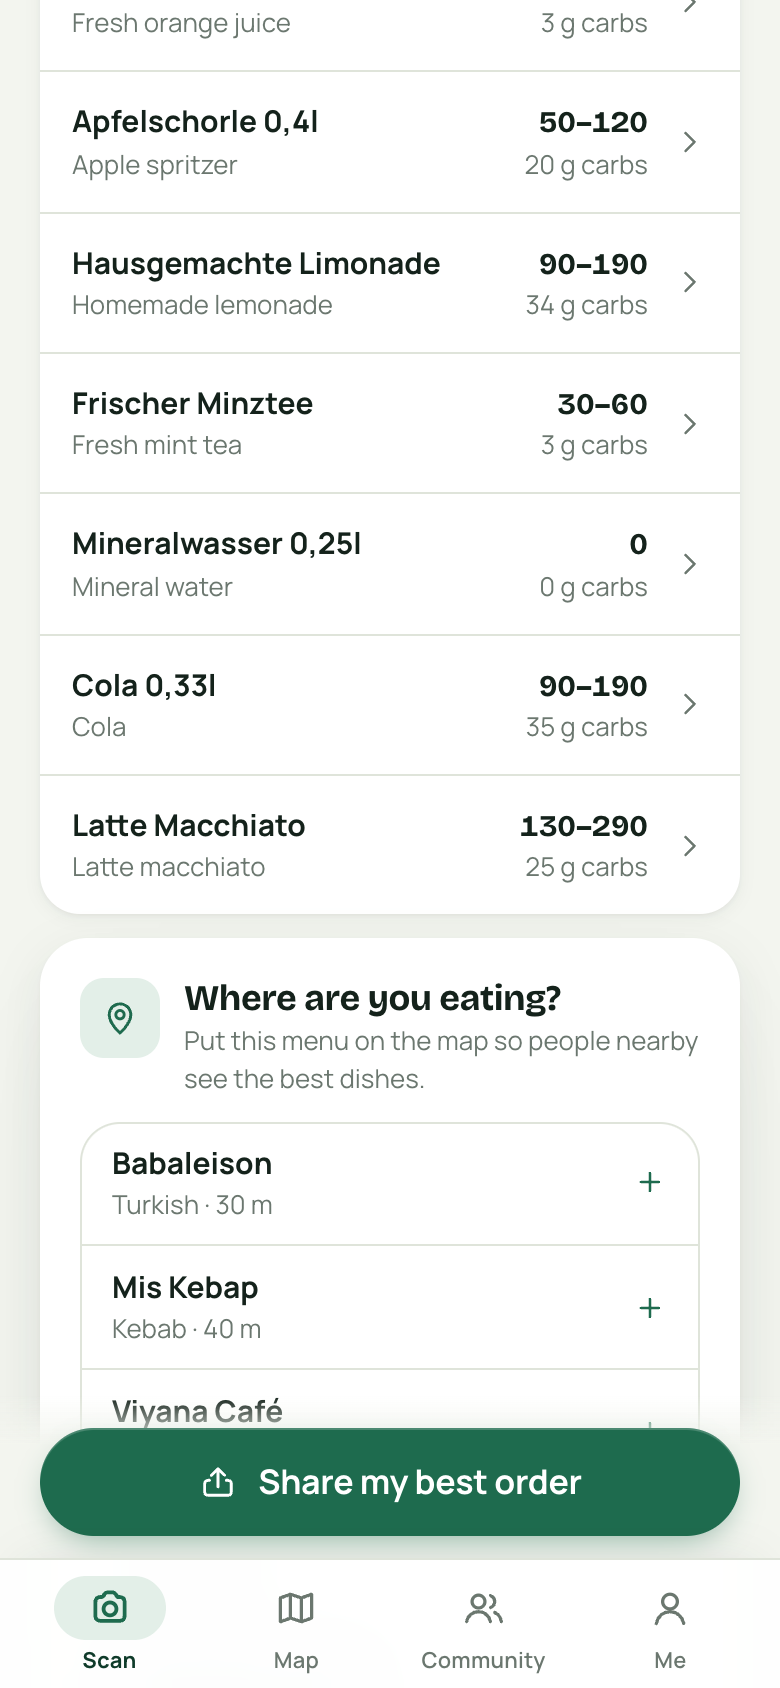 Fresh orange juice 3 g carbs
Apfelschorle 0,4l 50–120
Apple spritzer 20 g carbs
Hausgemachte Limonade 90–190
Homemade lemonade 34 g carbs
Frischer Minztee 30–60
Fresh mint tea 3 g carbs
Mineralwasser 0,25l 0
Mineral water 0 g carbs
Cola 0,33l 90–190
Cola 35 g carbs
Latte Macchiato 130–290
Latte macchiato 25 g carbs
Where are you eating?
Put this menu on the map so people nearby
see the best dishes.
Babaleison
Turkish · 30 m
Mis Kebap
Kebab · 40 m
Viyana Café
Share my best order
Scan Map Community Me